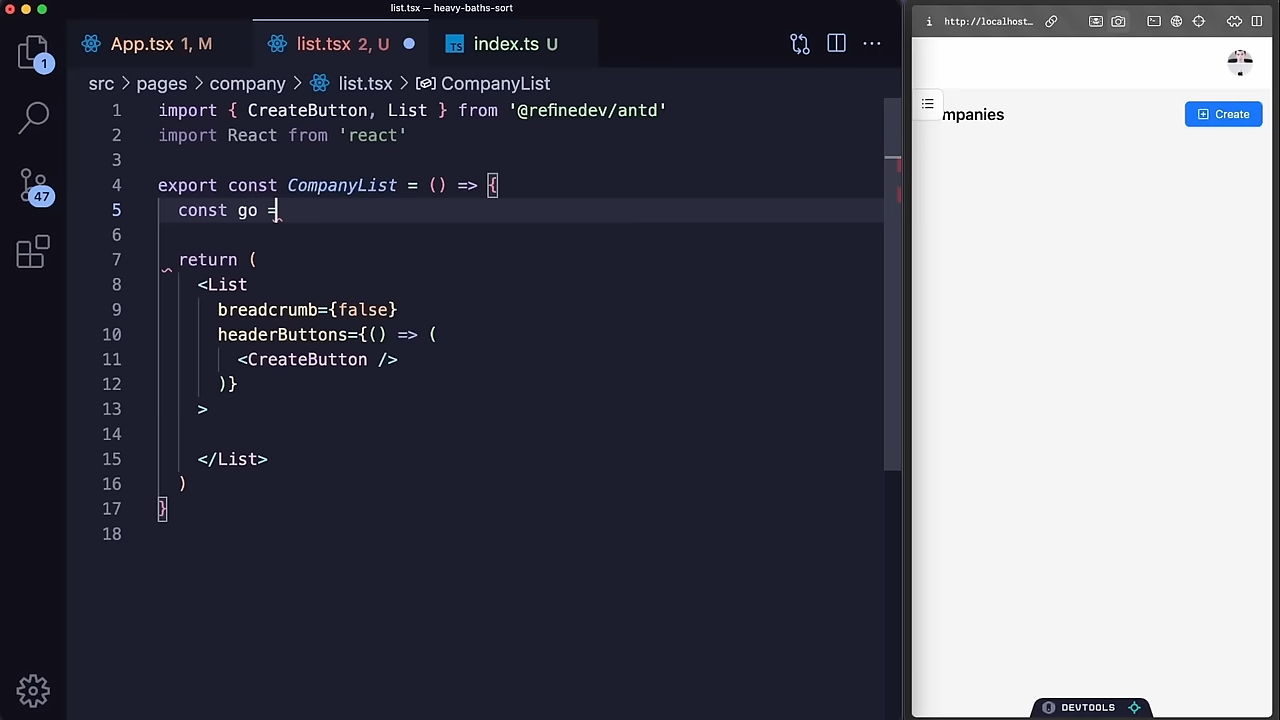 list.tsx — heavy-baths-sort
App.tsx 1, M
list.tsx 2, U
TS index.ts U
src > pages > company > list.tsx > CompanyList
1 import { CreateButton, List } from '@refinedev/antd'
2 import React from 'react'
3
4 export const CompanyList = () => {
5 const go =
6
7 return (
8 <List
9 breadcrumb={false}
10 headerButtons={() => (
11 <CreateButton />
12 )}
13 >
14
15 </List>
16 )
17 }
18
1
47
http://localhost…
mpanies
Create
DEVTOOLS